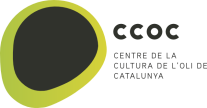 CCOC
CENTRE DE LA
CULTURA DE L'OLI DE
CATALUNYA